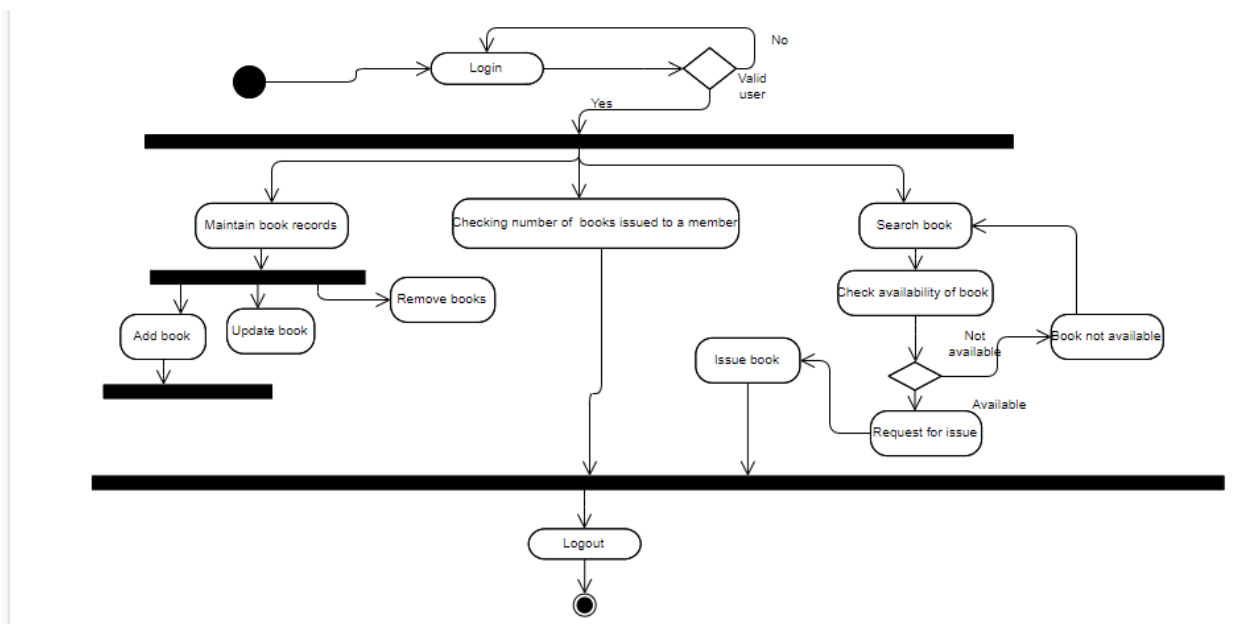 No
Login
Valid
user
Yes
Maintain book records
Checking number of books issued to a member
Search book
Check availability of book
Remove books
Add book
Update book
Not
available
Book not available
Issue book
Available
Request for issue
Logout